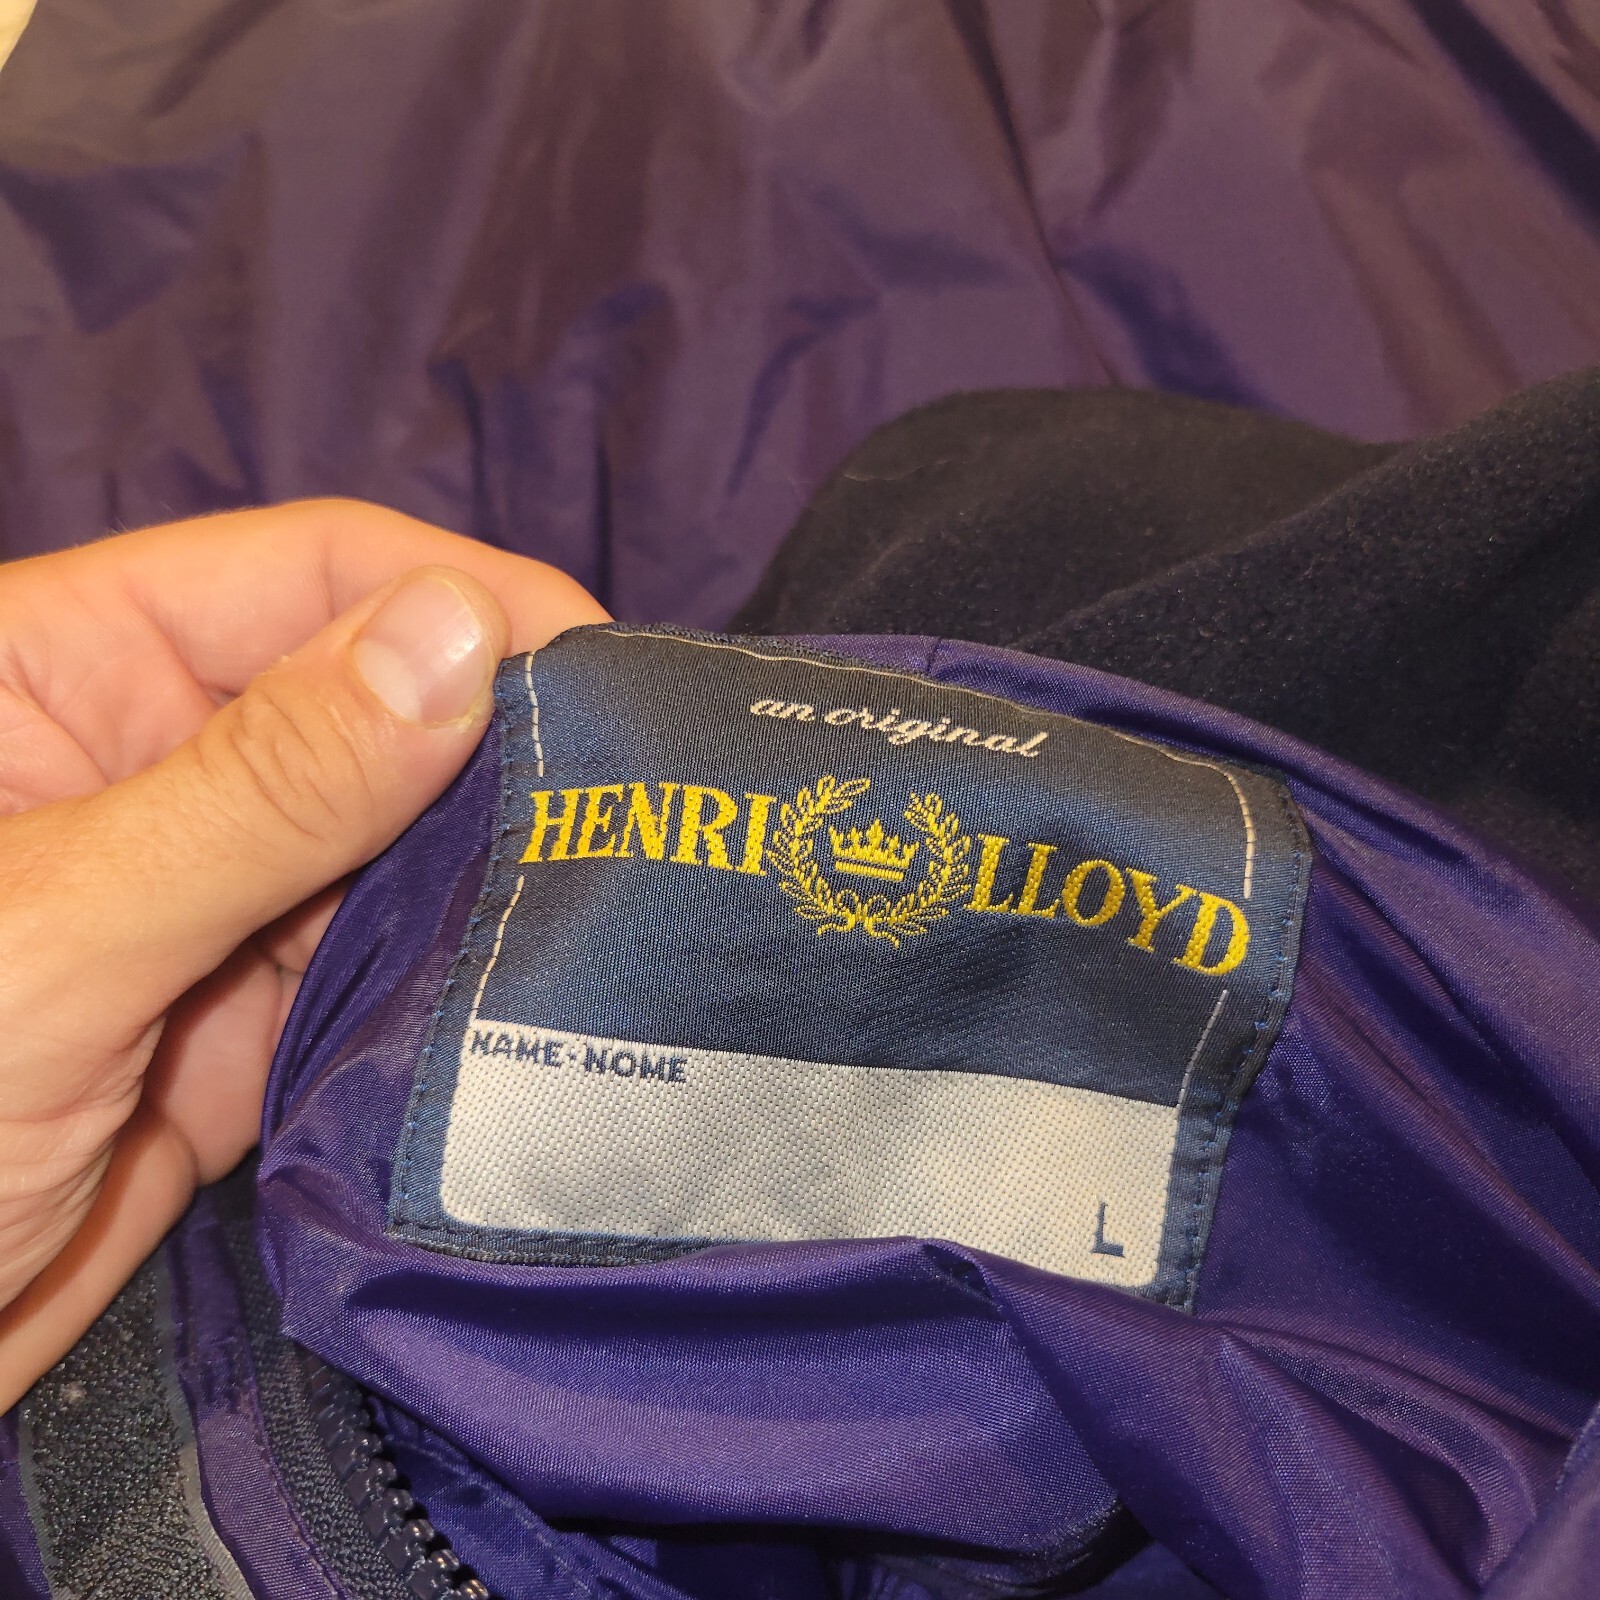 an original
HENRI LLOYD
NAME·NOME
L